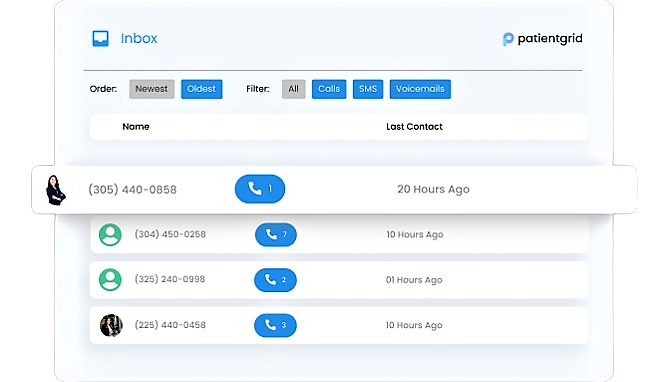 Inbox
patientgrid
Order: Newest Oldest Filter: All Calls SMS Voicemails
Name Last Contact
(305) 440-0858 1 20 Hours Ago
(304) 450-0258 7 10 Hours Ago
(325) 240-0998 2 01 Hours Ago
(225) 440-0458 3 10 Hours Ago